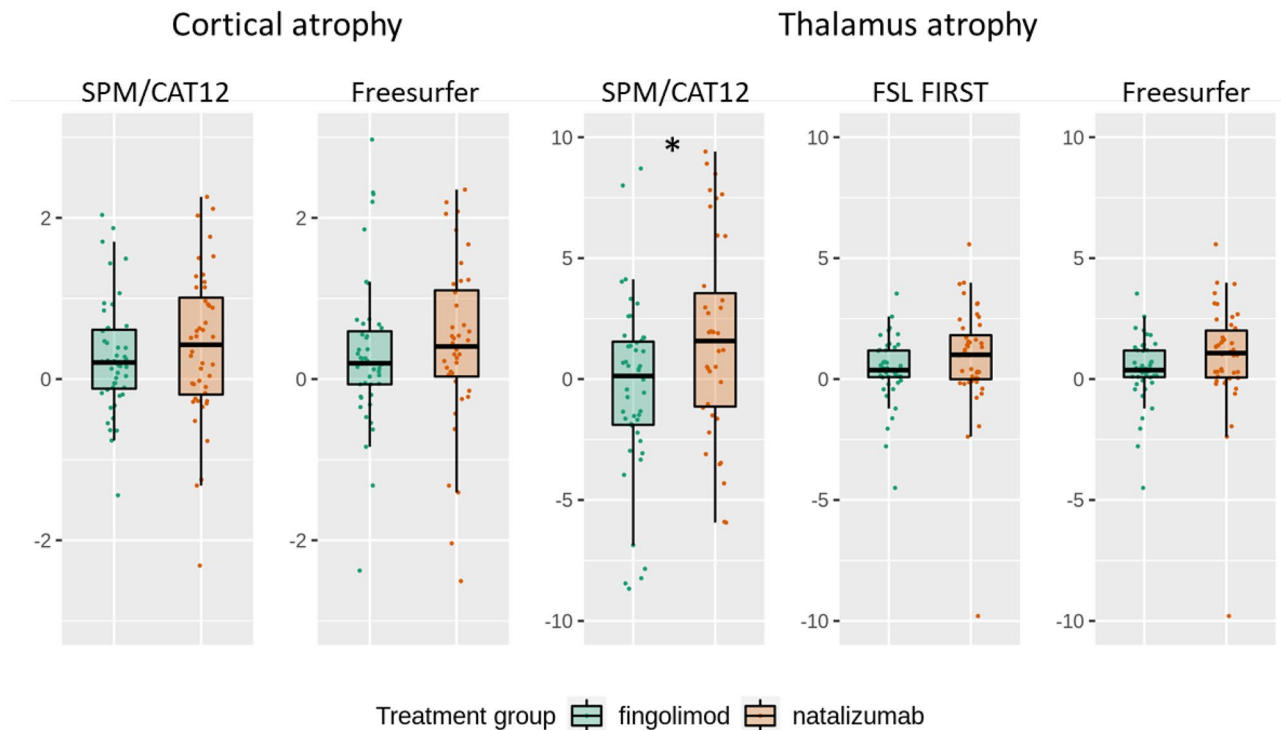 Cortical atrophy
Thalamus atrophy
SPM/CAT12
Freesurfer
SPM/CAT12
FSL FIRST
Freesurfer
2
0
-2
2
0
-2
10
5
0
-5
-10
*
10
5
0
-5
-10
10
5
0
-5
-10
Treatment group fingolimod natalizumab